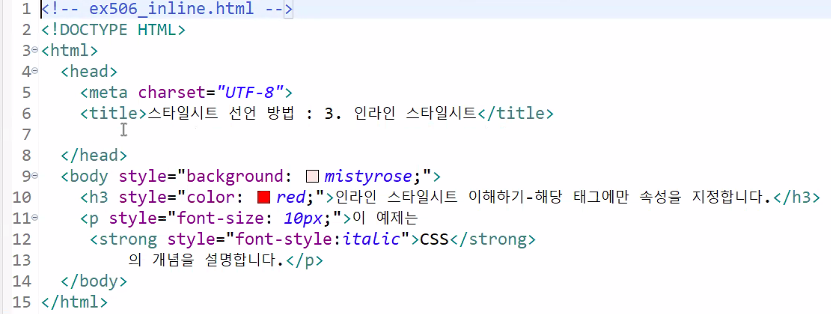 1 <!-- ex506_inline.html -->
2 <!DOCTYPE HTML>
3 <html>
4 <head>
5 <meta charset="UTF-8">
6 <title>스타일시트 선언 방법 : 3. 인라인 스타일시트</title>
7
8 </head>
9 <body style="background: mistyrose;">
10 <h3 style="color: red;">인라인 스타일시트 이해하기-해당 태그에만 속성을 지정합니다.</h3>
11 <p style="font-size: 10px;">이 예제는
12 <strong style="font-style:italic">CSS</strong>
13 의 개념을 설명합니다.</p>
14 </body>
15 </html>